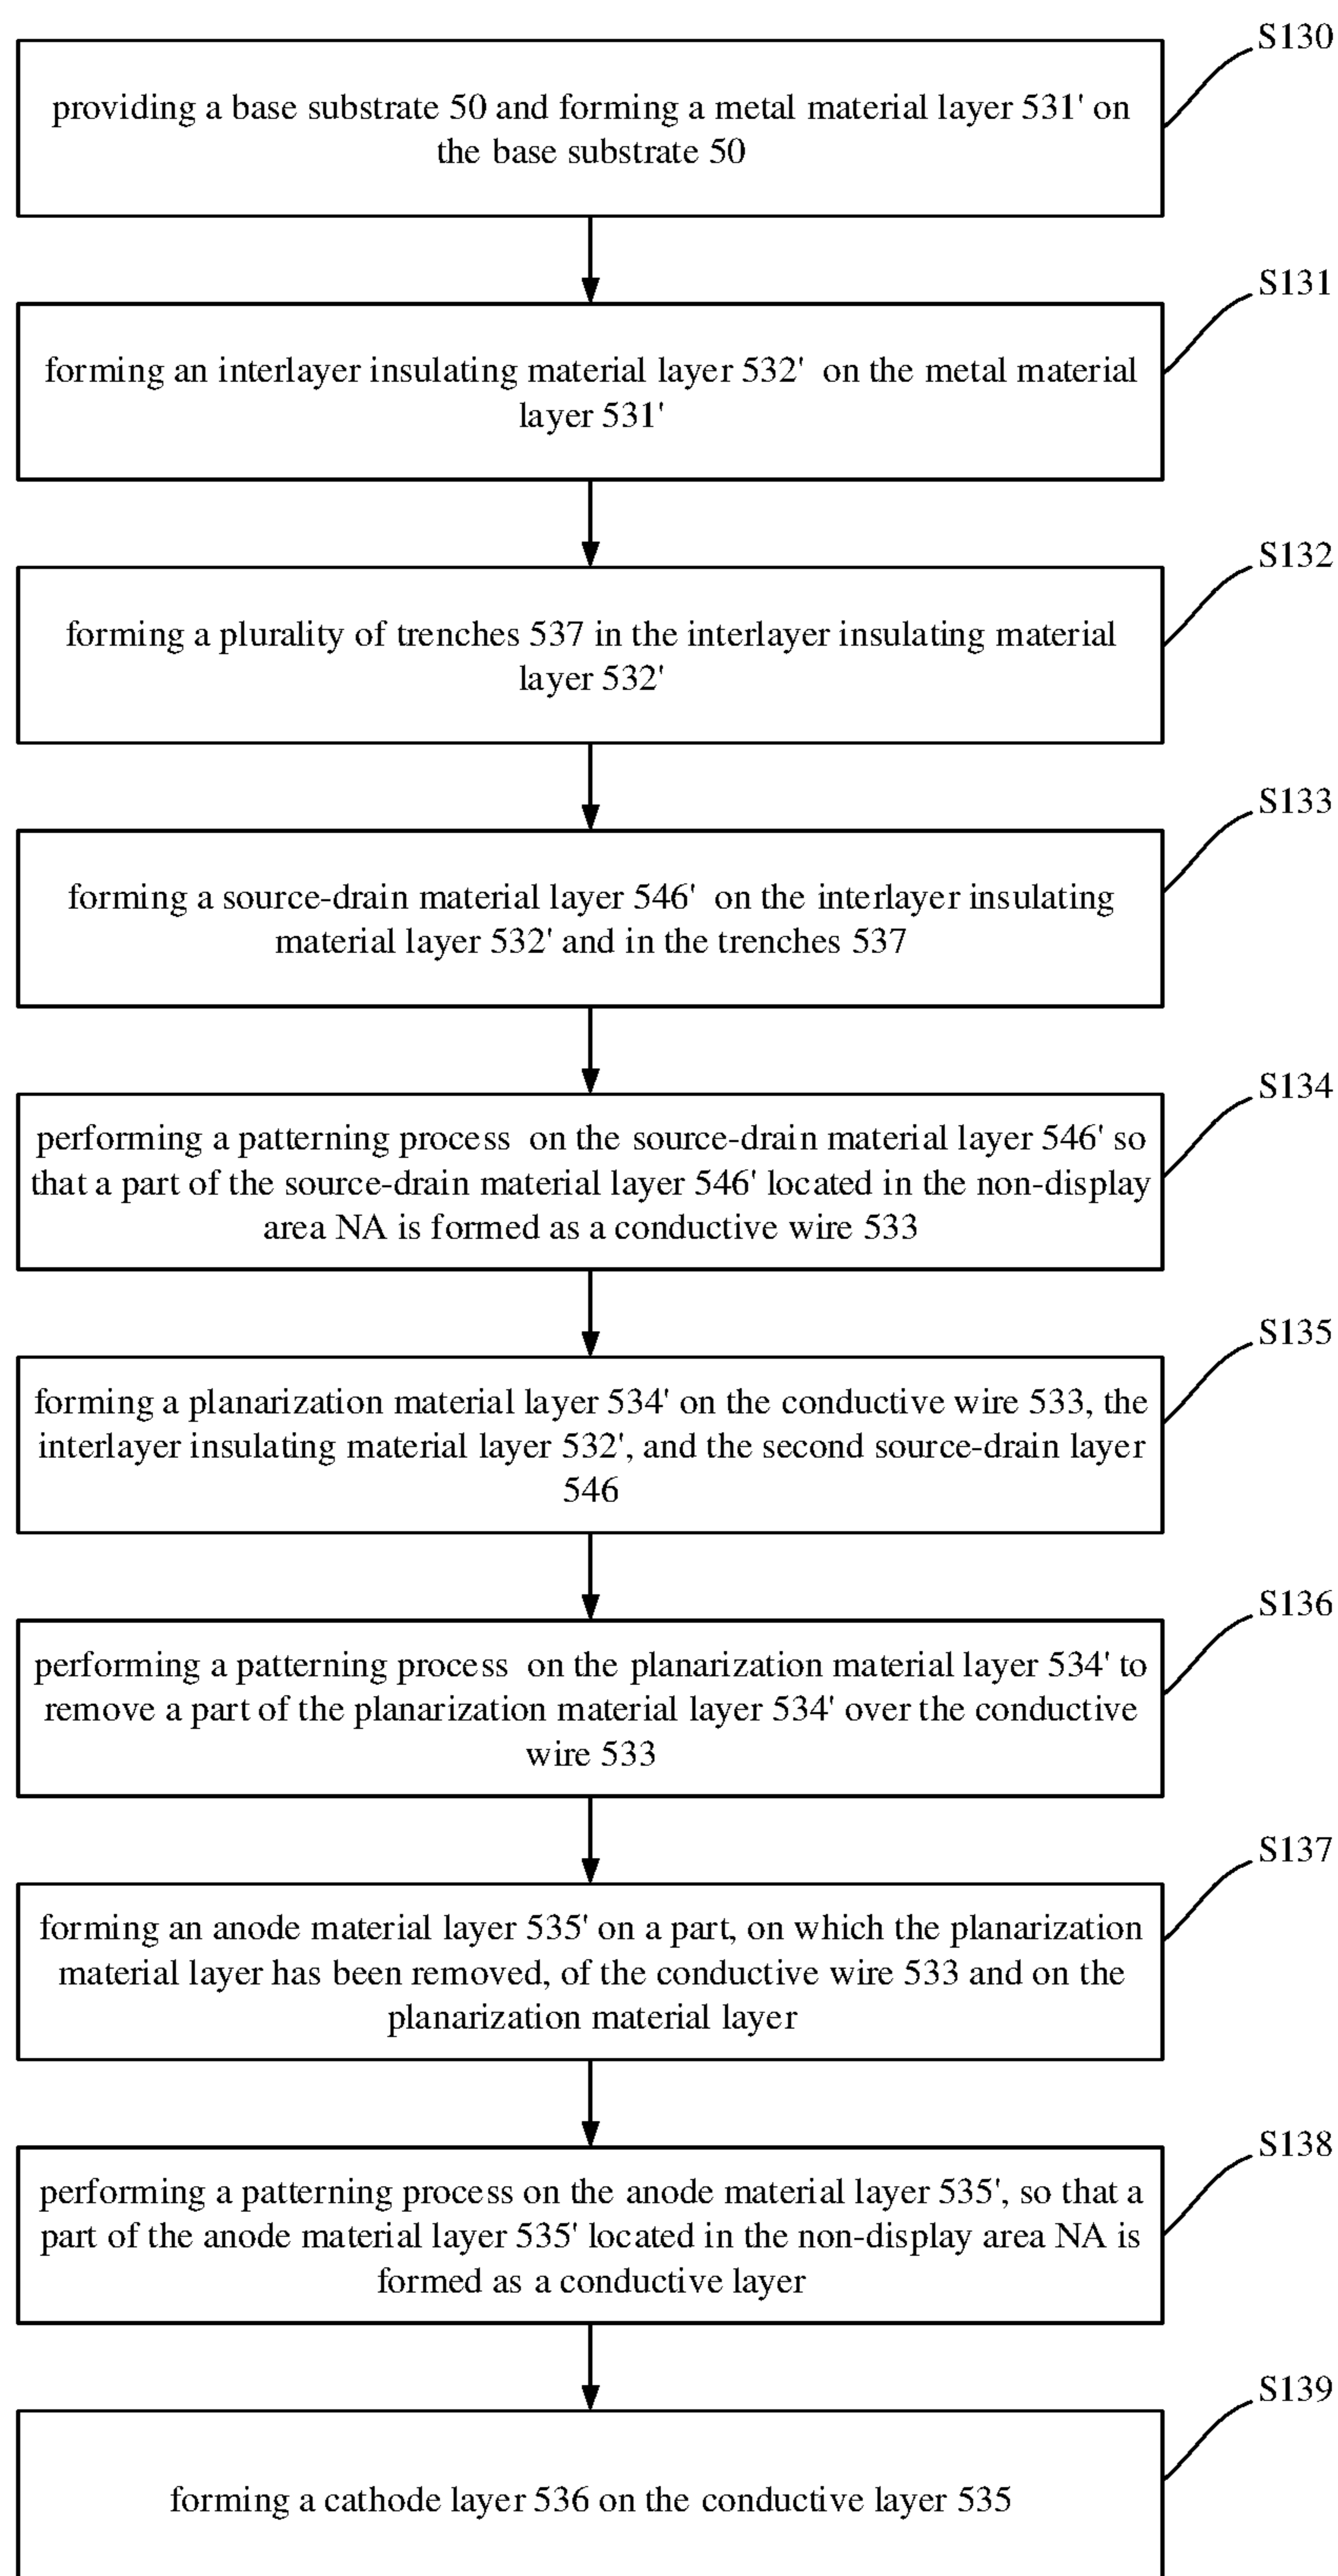 S130
providing a base substrate 50 and forming a metal material layer 531' on
the base substrate 50
S131
forming an interlayer insulating material layer 532' on the metal material
layer 531'
S132
forming a plurality of trenches 537 in the interlayer insulating material
layer 532'
S133
forming a source-drain material layer 546' on the interlayer insulating
material layer 532' and in the trenches 537
S134
performing a patterning process on the source-drain material layer 546' so
that a part of the source-drain material layer 546' located in the non-display
area NA is formed as a conductive wire 533
S135
forming a planarization material layer 534' on the conductive wire 533, the
interlayer insulating material layer 532', and the second source-drain layer
546
S136
performing a patterning process on the planarization material layer 534' to
remove a part of the planarization material layer 534' over the conductive
wire 533
S137
forming an anode material layer 535' on a part, on which the planarization
material layer has been removed, of the conductive wire 533 and on the
planarization material layer
S138
performing a patterning process on the anode material layer 535', so that a
part of the anode material layer 535' located in the non-display area NA is
formed as a conductive layer
S139
forming a cathode layer 536 on the conductive layer 535